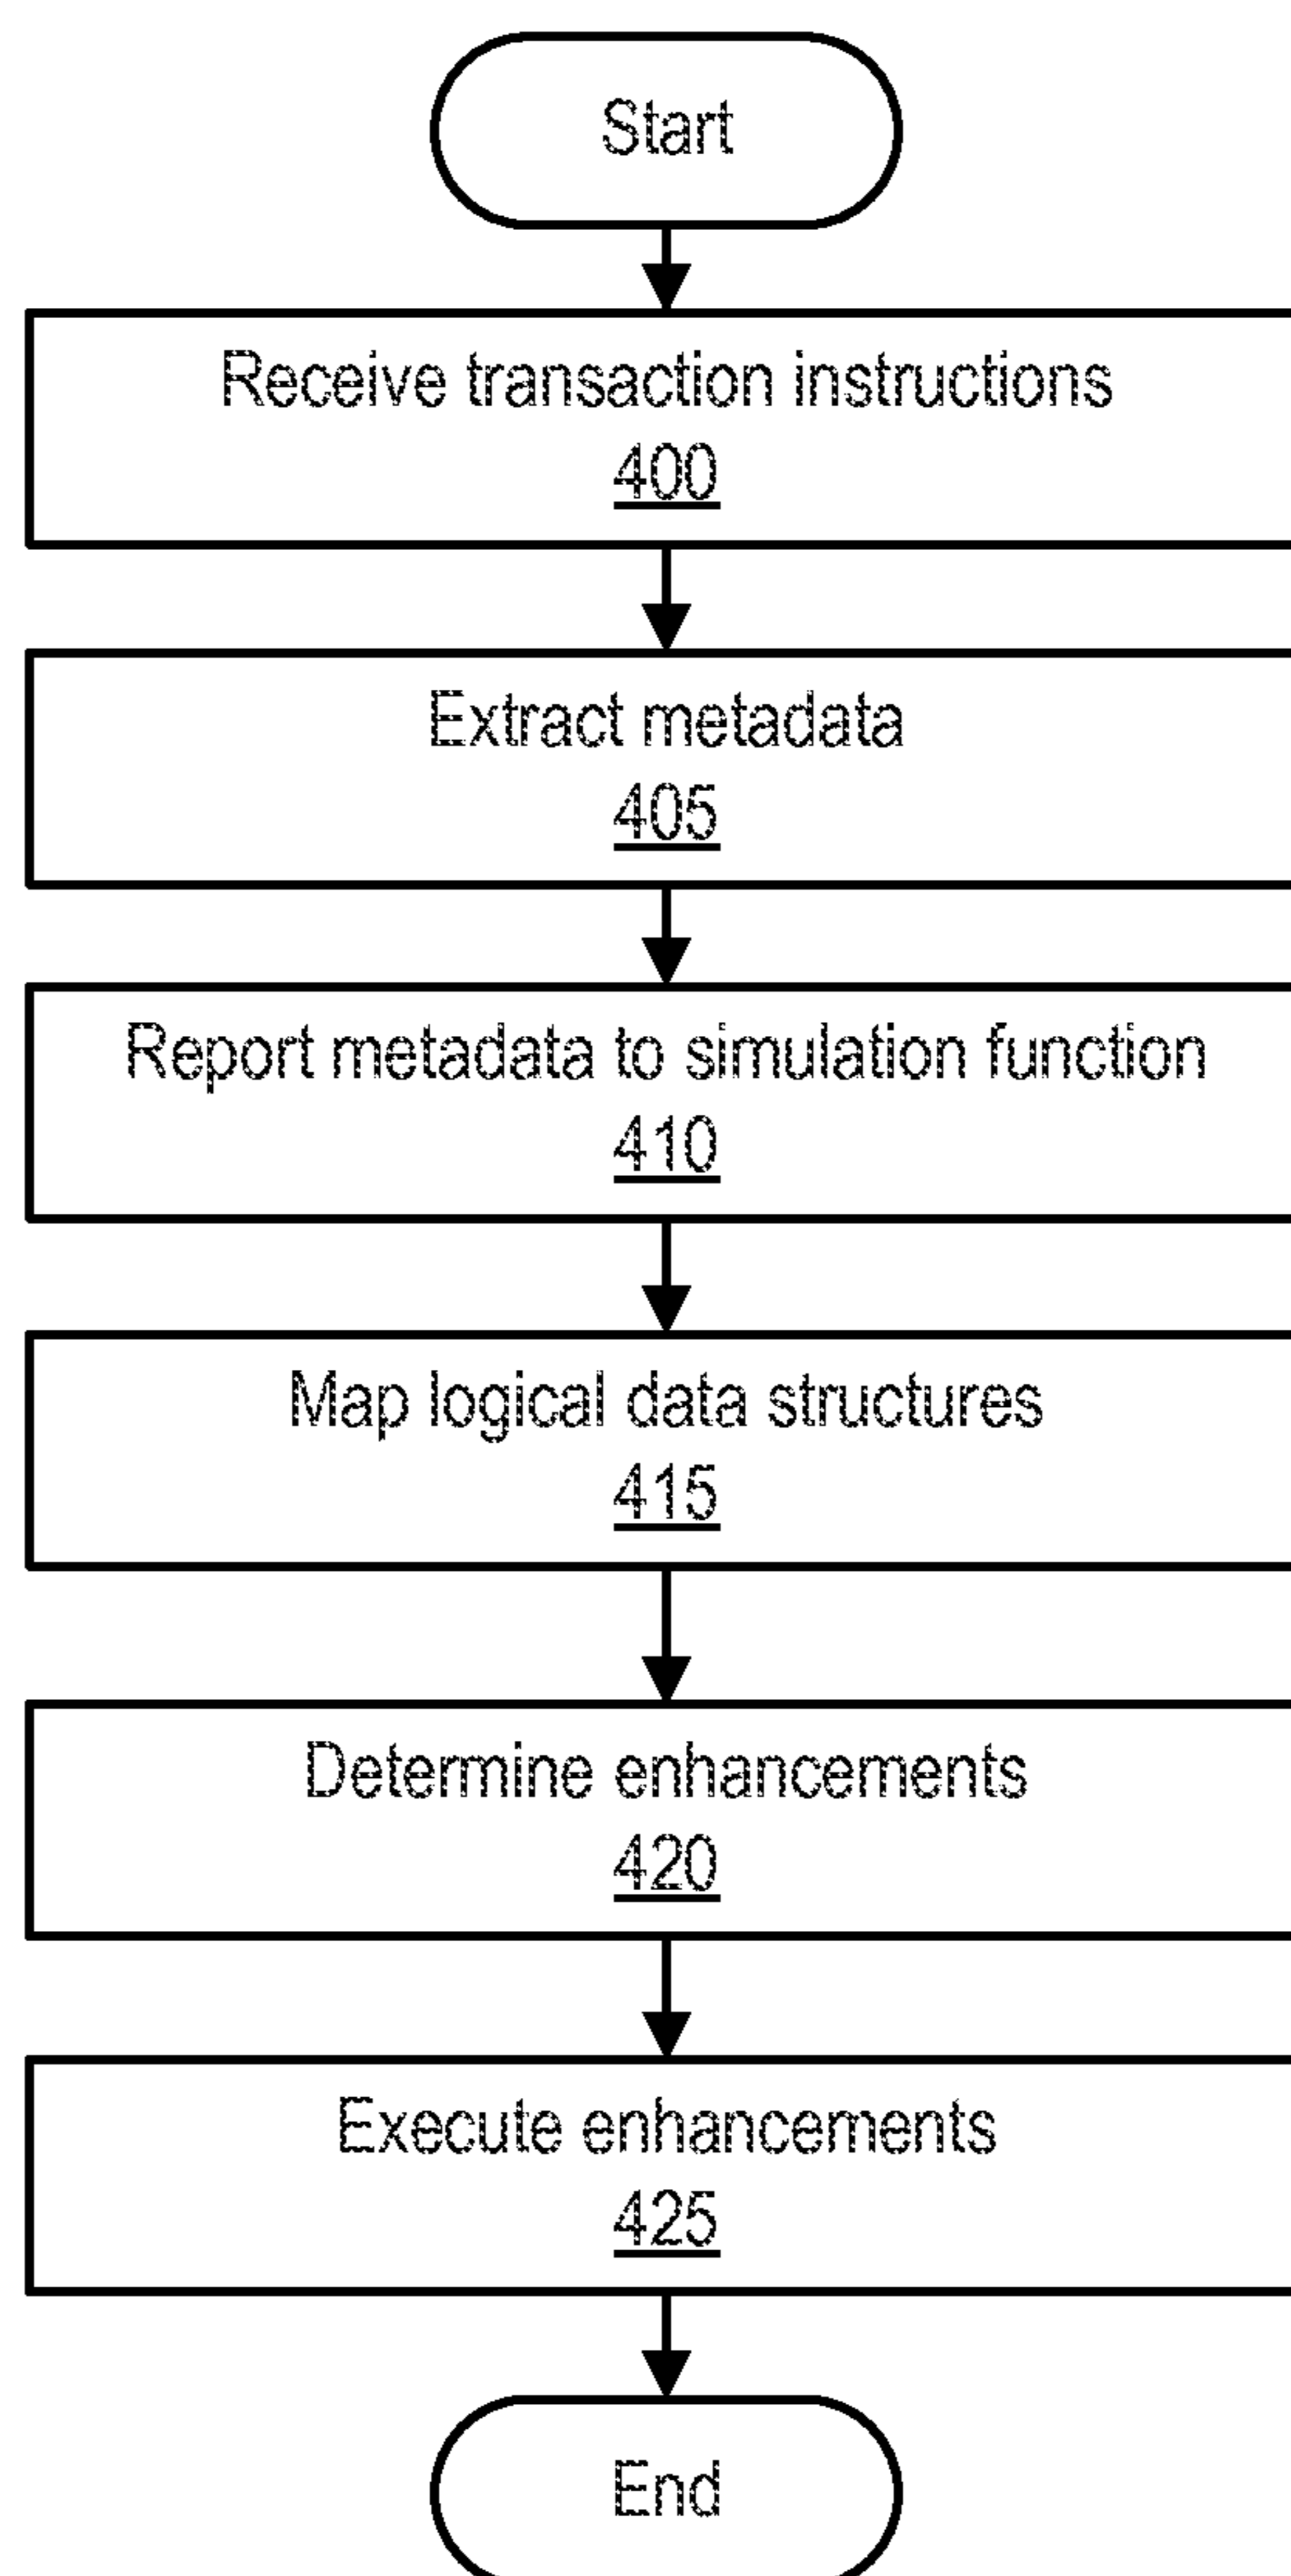 Start
Receive transaction instructions
400
Extract metadata
405
Report metadata to simulation function
410
Map logical data structures
415
Determine enhancements
420
Execute enhancements
425
End